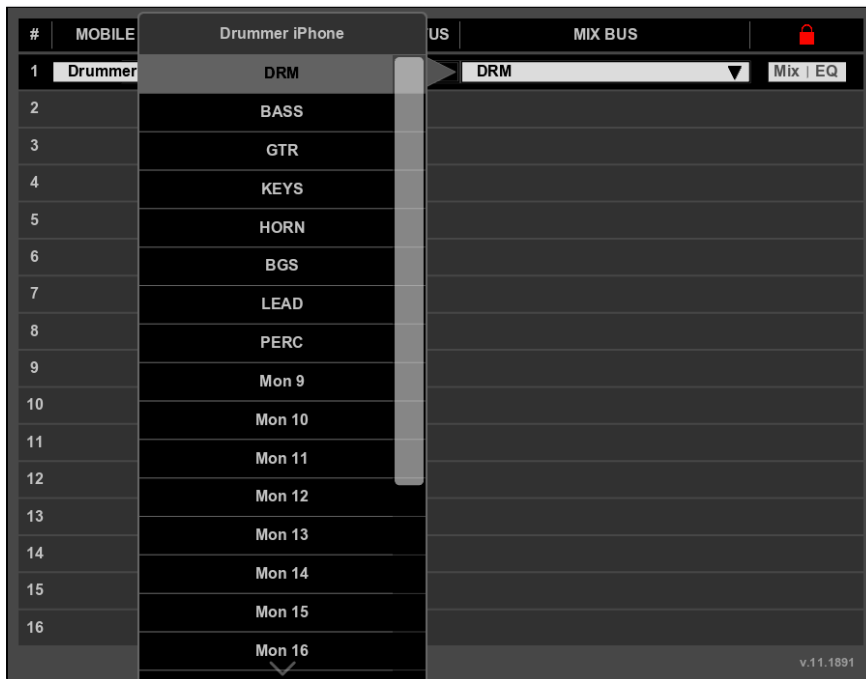 # MOBILE Drummer iPhone US MIX BUS
1 Drummer DRM DRM Mix | EQ
2 BASS
3 GTR
4 KEYS
5 HORN
6 BGS
7 LEAD
8 PERC
9 Mon 9
10 Mon 10
11 Mon 11
12 Mon 12
13 Mon 13
14 Mon 14
15 Mon 15
16 Mon 16
v.11.1891